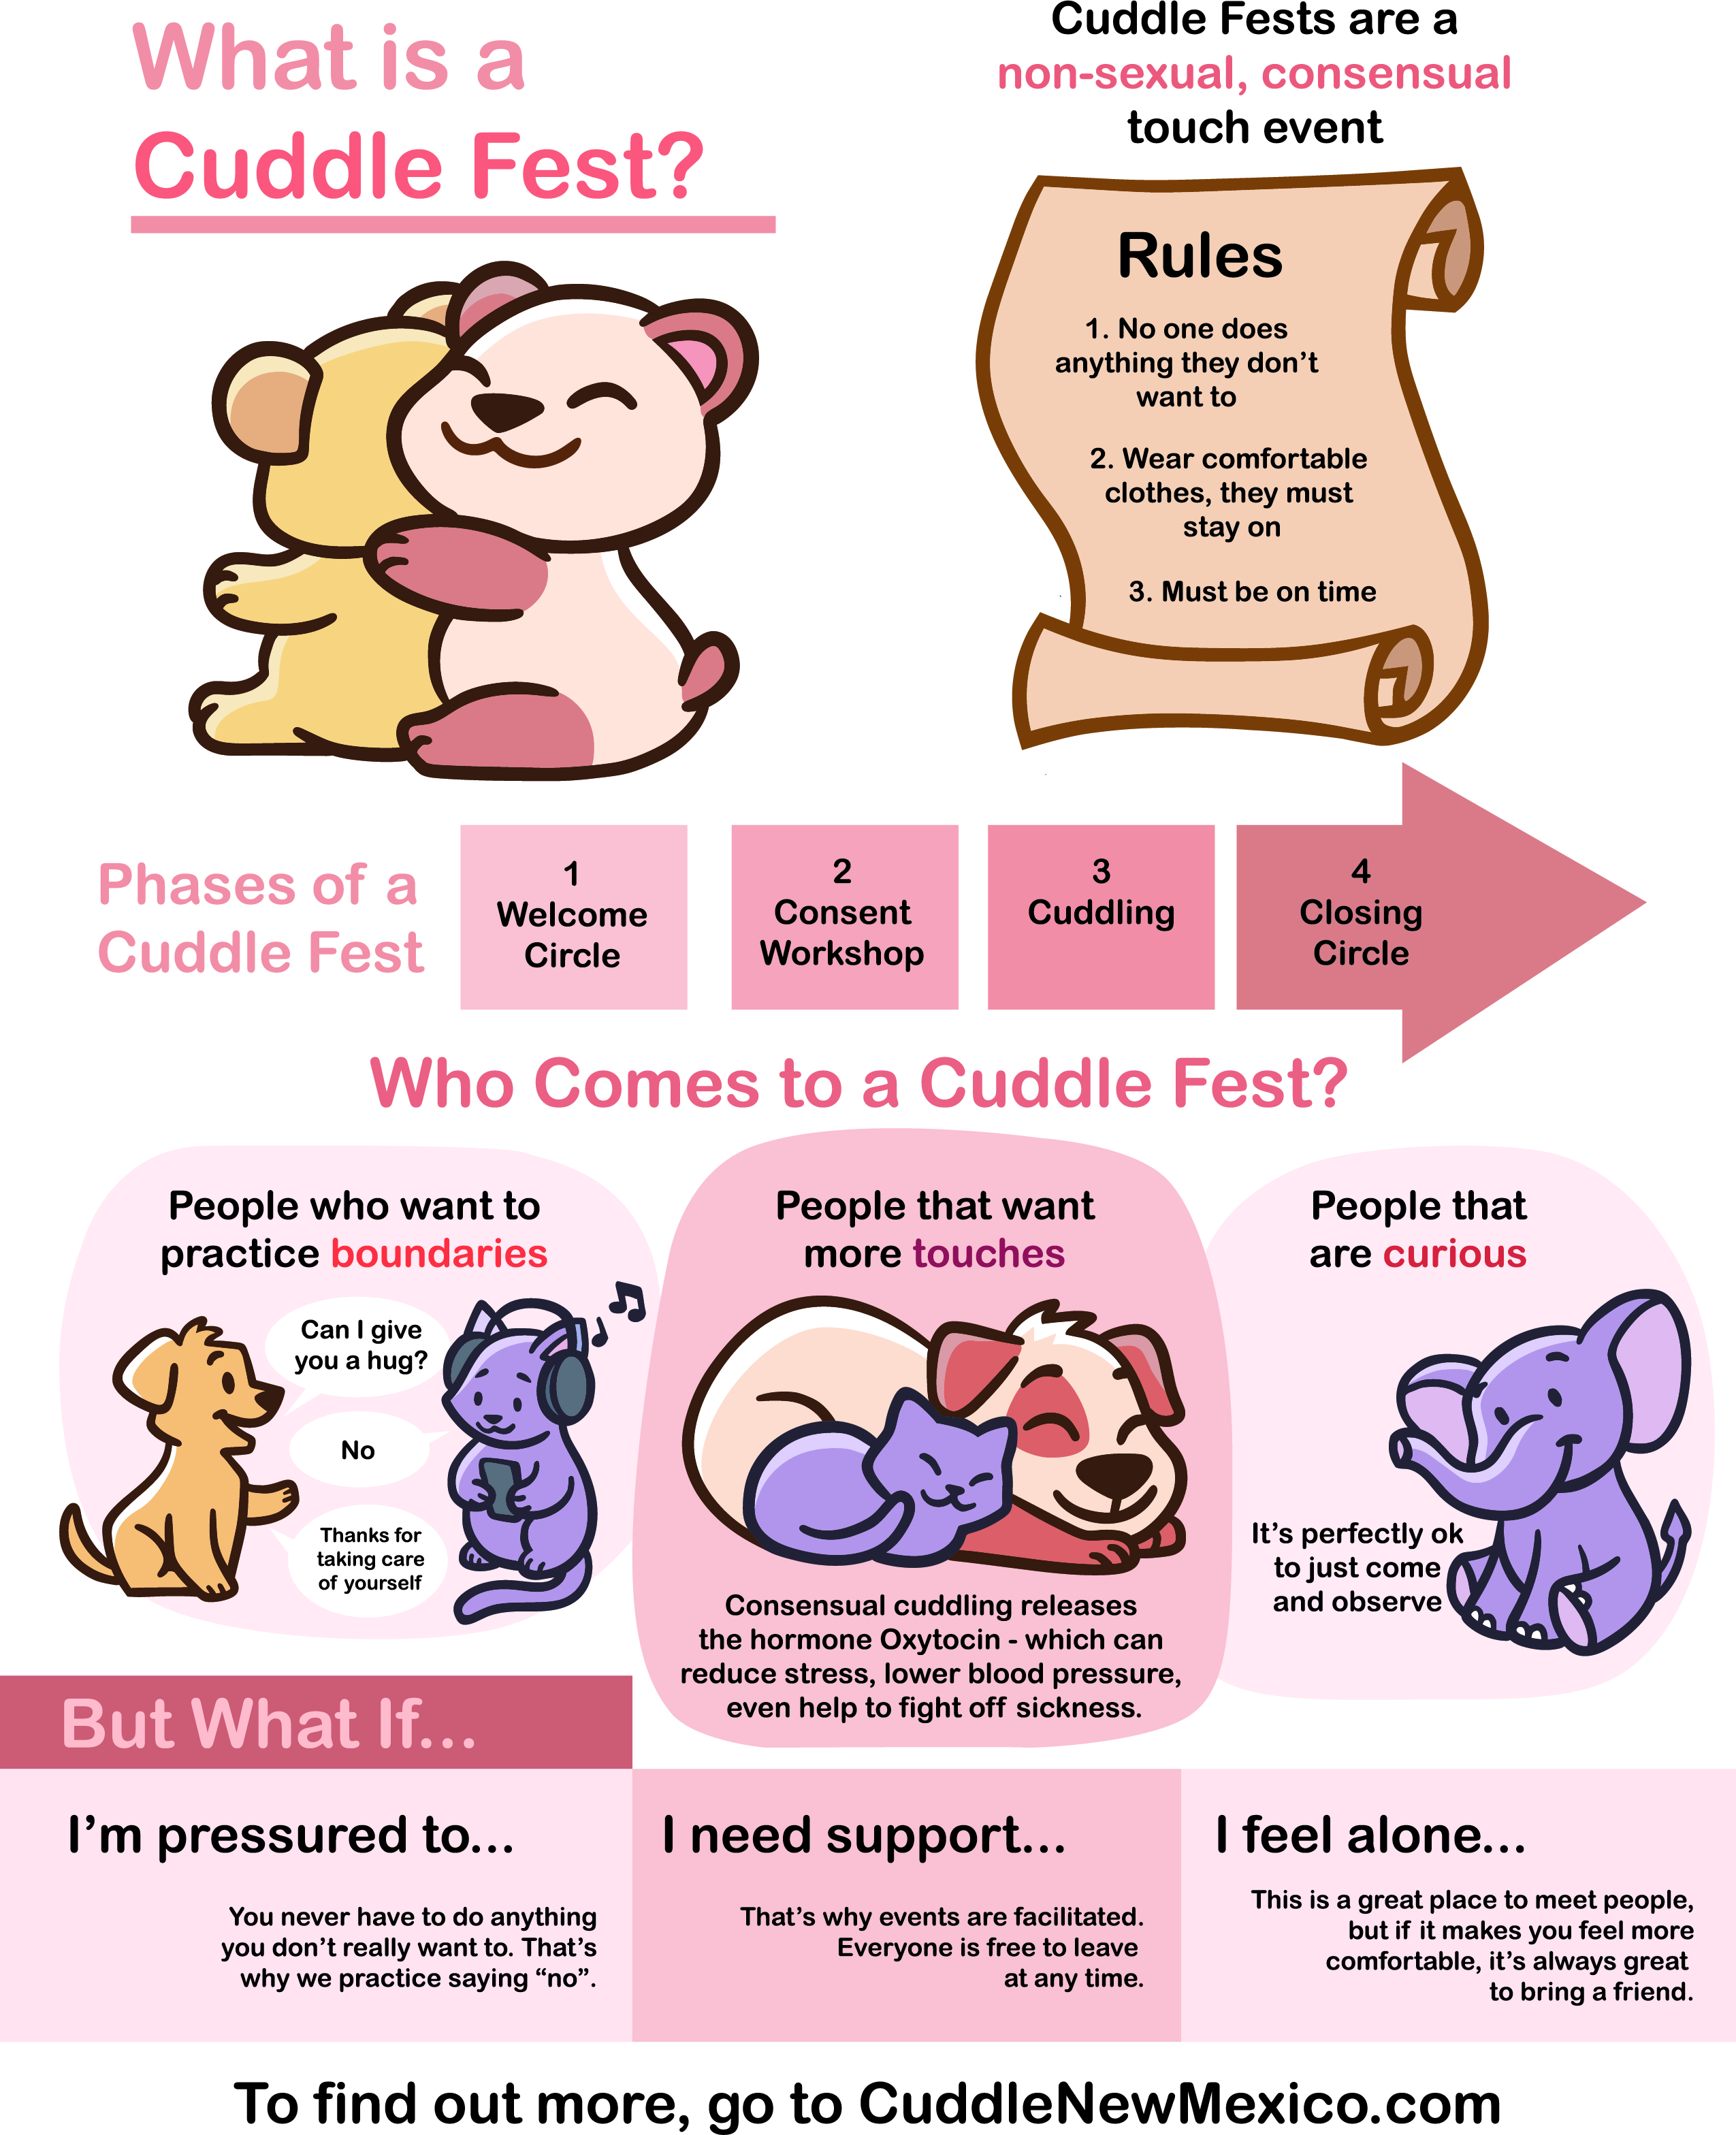 What is a
Cuddle Fest?
Cuddle Fests are a
non-sexual, consensual
touch event
Rules
1. No one does
anything they don't
want to
2. Wear comfortable
clothes, they must
stay on
3. Must be on time
Phases of a
Cuddle Fest
1
Welcome
Circle
2
Consent
Workshop
3
Cuddling
4
Closing
Circle
Who Comes to a Cuddle Fest?
People who want to
practice boundaries
Can I give
you a hug?
No
Thanks for
taking care
of yourself
People that want
more touches
Consensual cuddling releases
the hormone Oxytocin - which can
reduce stress, lower blood pressure,
even help to fight off sickness.
People that
are curious
It's perfectly ok
to just come
and observe
But What If...
I'm pressured to...
You never have to do anything
you don't really want to. That's
why we practice saying “no”.
I need support...
That's why events are facilitated.
Everyone is free to leave
at any time.
I feel alone...
This is a great place to meet people,
but if it makes you feel more
comfortable, it's always great
to bring a friend.
To find out more, go to CuddleNewMexico.com